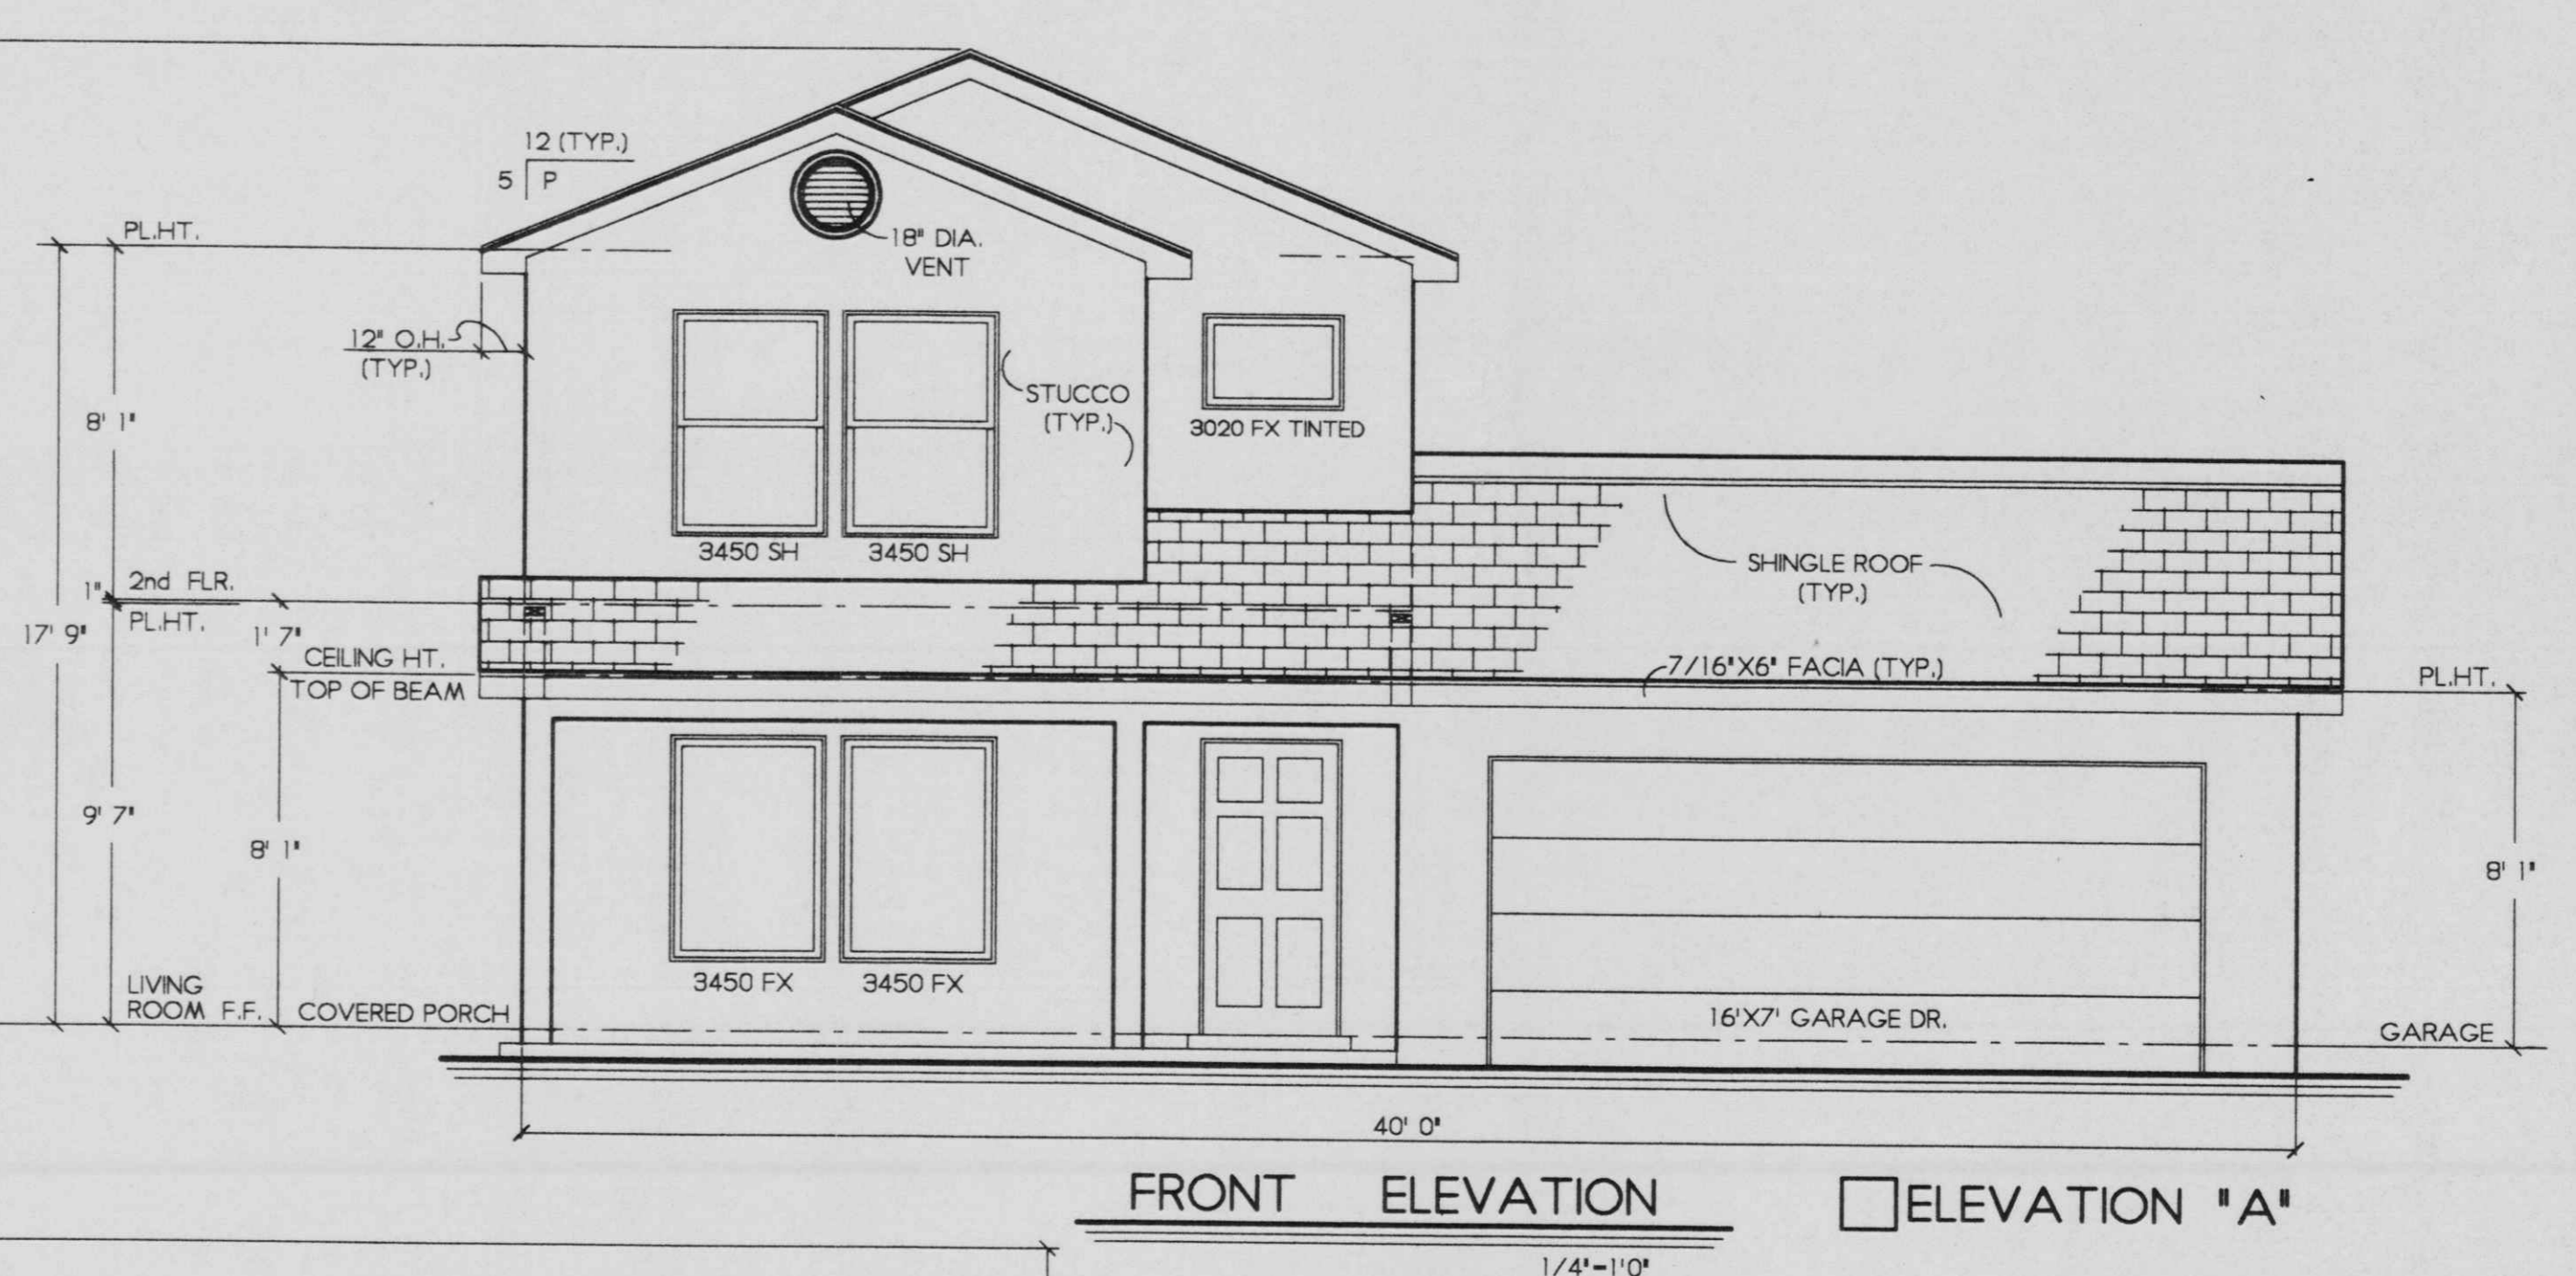 12 (TYP.)
5 P
PL.HT.
18" DIA.
VENT
12" O.H.
(TYP.)
8' 1"
STUCCO
(TYP.)
3020 FX TINTED
3450 SH
3450 SH
SHINGLE ROOF
(TYP.)
1"
2nd FLR.
PL.HT.
17' 9"
1' 7"
CEILING HT.
TOP OF BEAM
7/16"X6" FACIA (TYP.)
PL.HT.
9' 7"
8' 1"
8' 1"
3450 FX
3450 FX
LIVING
ROOM F.F.
COVERED PORCH
16'X7' GARAGE DR.
GARAGE
40' 0"
FRONT ELEVATION
ELEVATION "A"
1/4"-1'0"